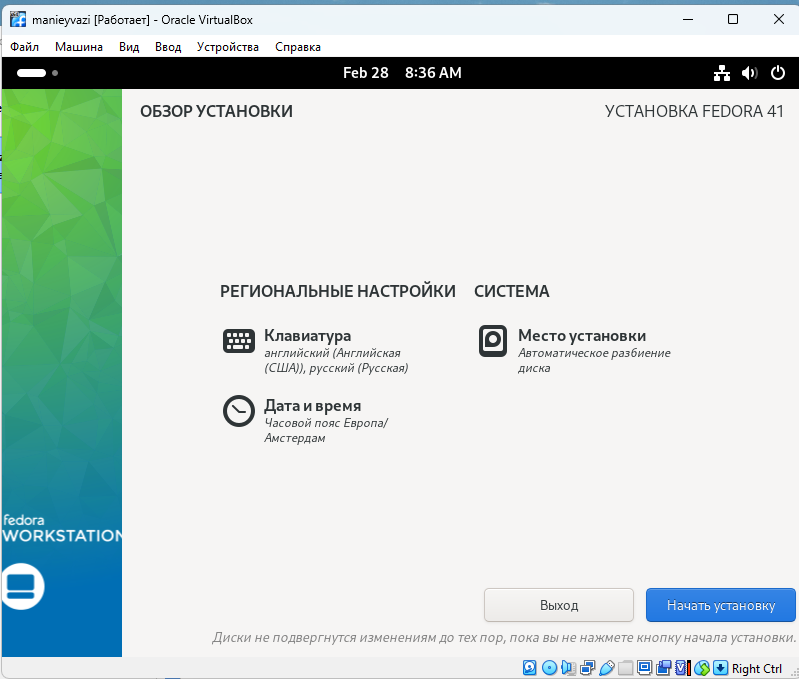 manieyvazi [Работает] - Oracle VirtualBox
Файл Машина Вид Ввод Устройства Справка
Feb 28 8:36 AM
ОБЗОР УСТАНОВКИ
УСТАНОВКА FEDORA 41
РЕГИОНАЛЬНЫЕ НАСТРОЙКИ
Клавиатура
английский (Английская
(США)), русский (Русская)
Дата и время
Часовой пояс Европа/
Амстердам
СИСТЕМА
Место установки
Автоматическое разбиение
диска
fedora
WORKSTATION
Выход
Начать установку
Диски не подвергнутся изменениям до тех пор, пока вы не нажмете кнопку начала установки.
Right Ctrl